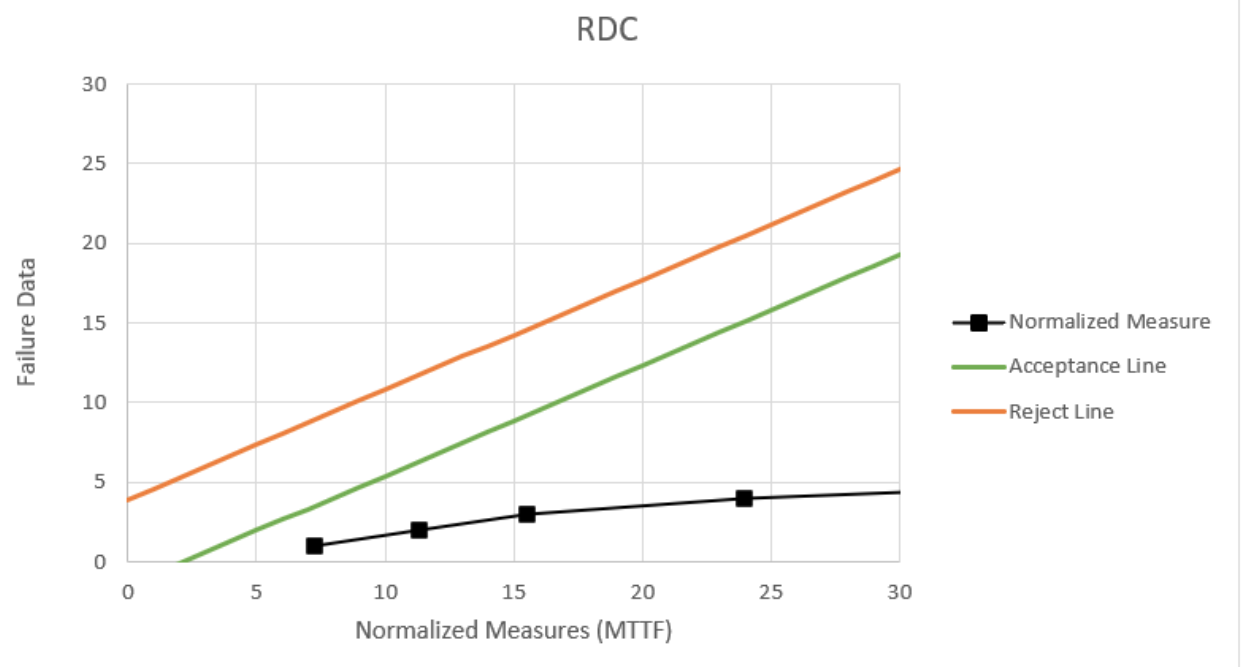 RDC
30
25
20
15
10
5
0
Failure Data
0 5 10 15 20 25 30
Normalized Measures (MTTF)
Normalized Measure
Acceptance Line
Reject Line